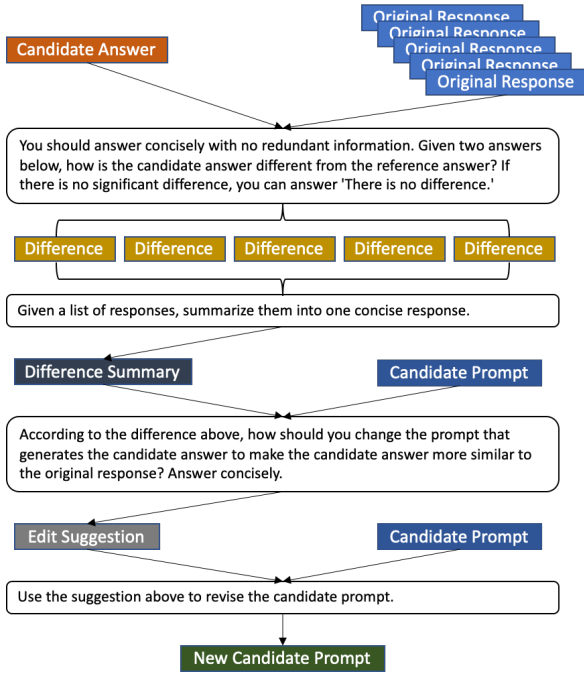 Original Response
Original Response
Original Response
Original Response
Original Response
Candidate Answer
You should answer concisely with no redundant information. Given two answers
below, how is the candidate answer different from the reference answer? If
there is no significant difference, you can answer 'There is no difference.'
Difference Difference Difference Difference Difference
Given a list of responses, summarize them into one concise response.
Difference Summary
Candidate Prompt
According to the difference above, how should you change the prompt that
generates the candidate answer to make the candidate answer more similar to
the original response? Answer concisely.
Edit Suggestion
Candidate Prompt
Use the suggestion above to revise the candidate prompt.
New Candidate Prompt